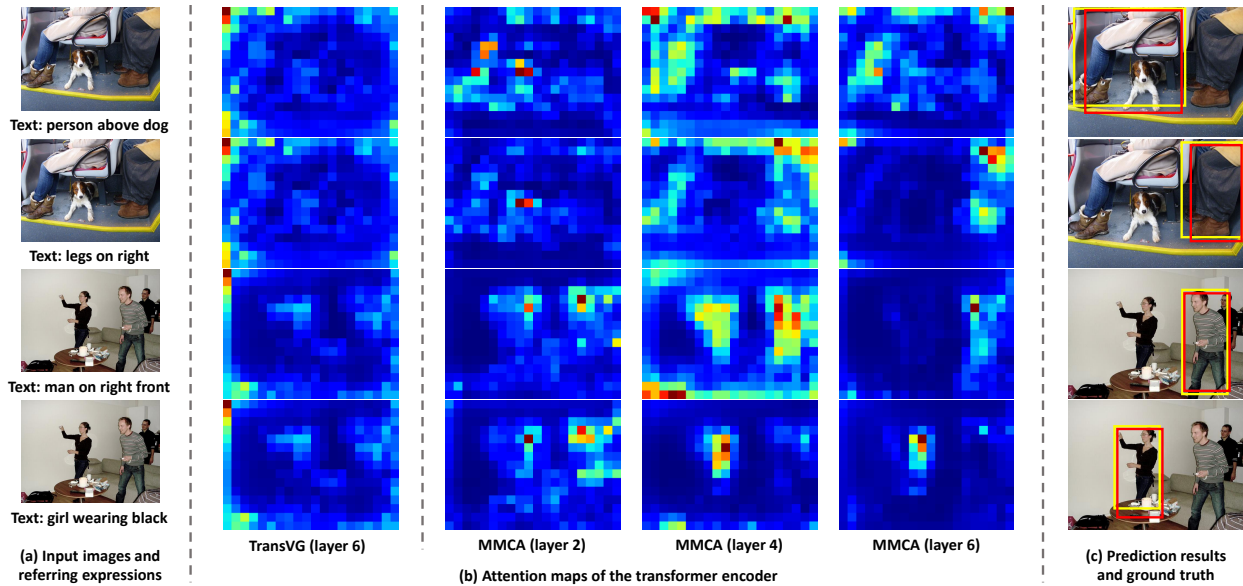 Text: person above dog
Text: legs on right
Text: man on right front
Text: girl wearing black
(a) Input images and
referring expressions
TransVG (layer 6)
MMCA (layer 2)
MMCA (layer 4)
MMCA (layer 6)
(b) Attention maps of the transformer encoder
(c) Prediction results
and ground truth